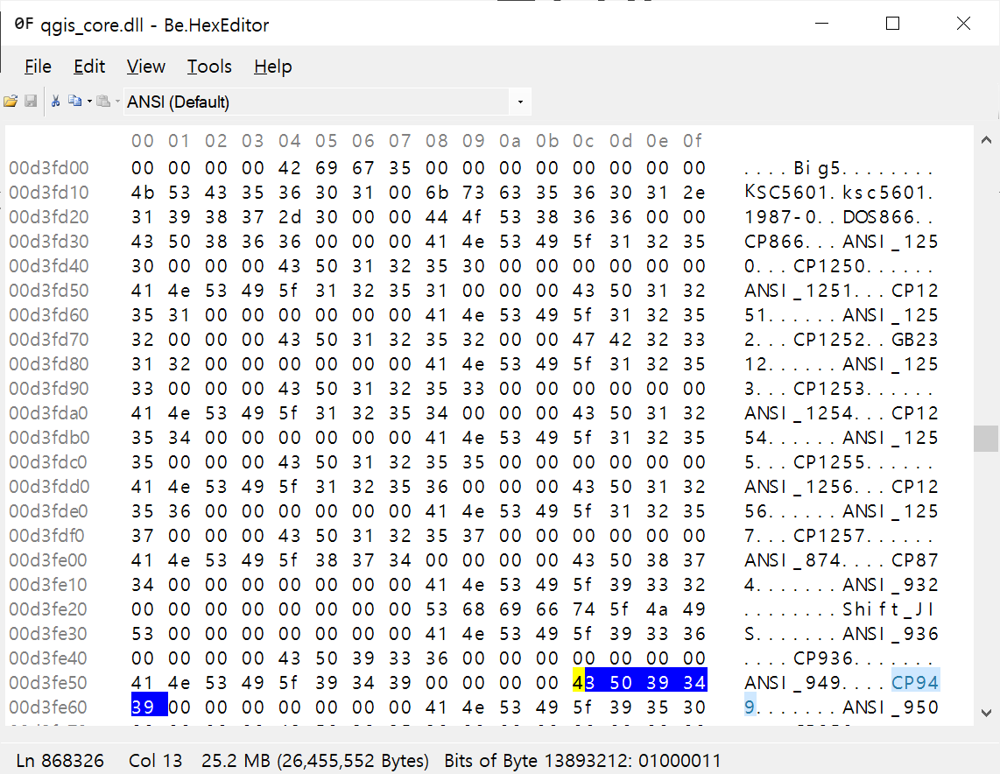 0F qgis_core.dll - Be.HexEditor
File Edit View Tools Help
ANSI (Default)
00 01 02 03 04 05 06 07 08 09 0a 0b 0c 0d 0e 0f
00d3fd00 00 00 00 00 42 69 67 35 00 00 00 00 00 00 00 00 ....Big5........
00d3fd10 4b 53 43 35 36 30 31 00 6b 73 63 35 36 30 31 2e KSC5601.ksc5601.
00d3fd20 31 39 38 37 2d 30 00 00 44 4f 53 38 36 36 00 00 1987-0..DOS866..
00d3fd30 43 50 38 36 36 00 00 00 41 4e 53 49 5f 31 32 35 CP866...ANSI_125
00d3fd40 30 00 00 00 43 50 31 32 35 30 00 00 00 00 00 00 0...CP1250......
00d3fd50 41 4e 53 49 5f 31 32 35 31 00 00 00 43 50 31 32 ANSI_1251...CP12
00d3fd60 35 31 00 00 00 00 00 00 41 4e 53 49 5f 31 32 35 51......ANSI_125
00d3fd70 32 00 00 00 43 50 31 32 35 32 00 00 47 42 32 33 2...CP1252..GB23
00d3fd80 31 32 00 00 00 00 00 00 41 4e 53 49 5f 31 32 35 12......ANSI_125
00d3fd90 33 00 00 00 43 50 31 32 35 33 00 00 00 00 00 00 3...CP1253......
00d3fda0 41 4e 53 49 5f 31 32 35 34 00 00 00 43 50 31 32 ANSI_1254...CP12
00d3fdb0 35 34 00 00 00 00 00 00 41 4e 53 49 5f 31 32 35 54......ANSI_125
00d3fdc0 35 00 00 00 43 50 31 32 35 35 00 00 00 00 00 00 5...CP1255......
00d3fdd0 41 4e 53 49 5f 31 32 35 36 00 00 00 43 50 31 32 ANSI_1256...CP12
00d3fde0 35 36 00 00 00 00 00 00 41 4e 53 49 5f 31 32 35 56......ANSI_125
00d3fdf0 37 00 00 00 43 50 31 32 35 37 00 00 00 00 00 00 7...CP1257......
00d3fe00 41 4e 53 49 5f 38 37 34 00 00 00 00 43 50 38 37 ANSI_874....CP87
00d3fe10 34 00 00 00 00 00 00 00 41 4e 53 49 5f 39 33 32 4.......ANSI_932
00d3fe20 00 00 00 00 00 00 00 00 53 68 69 66 74 5f 4a 49 ........Shift_JI
00d3fe30 53 00 00 00 00 00 00 00 41 4e 53 49 5f 39 33 36 S.......ANSI_936
00d3fe40 00 00 00 00 43 50 39 33 36 00 00 00 00 00 00 00 ....CP936.......
00d3fe50 41 4e 53 49 5f 39 34 39 00 00 00 00 43 50 39 34 ANSI_949....CP94
00d3fe60 39 00 00 00 00 00 00 00 41 4e 53 49 5f 39 35 30 9.......ANSI_950
Ln 868326 Col 13 25.2 MB (26,455,552 Bytes) Bits of Byte 13893212: 01000011